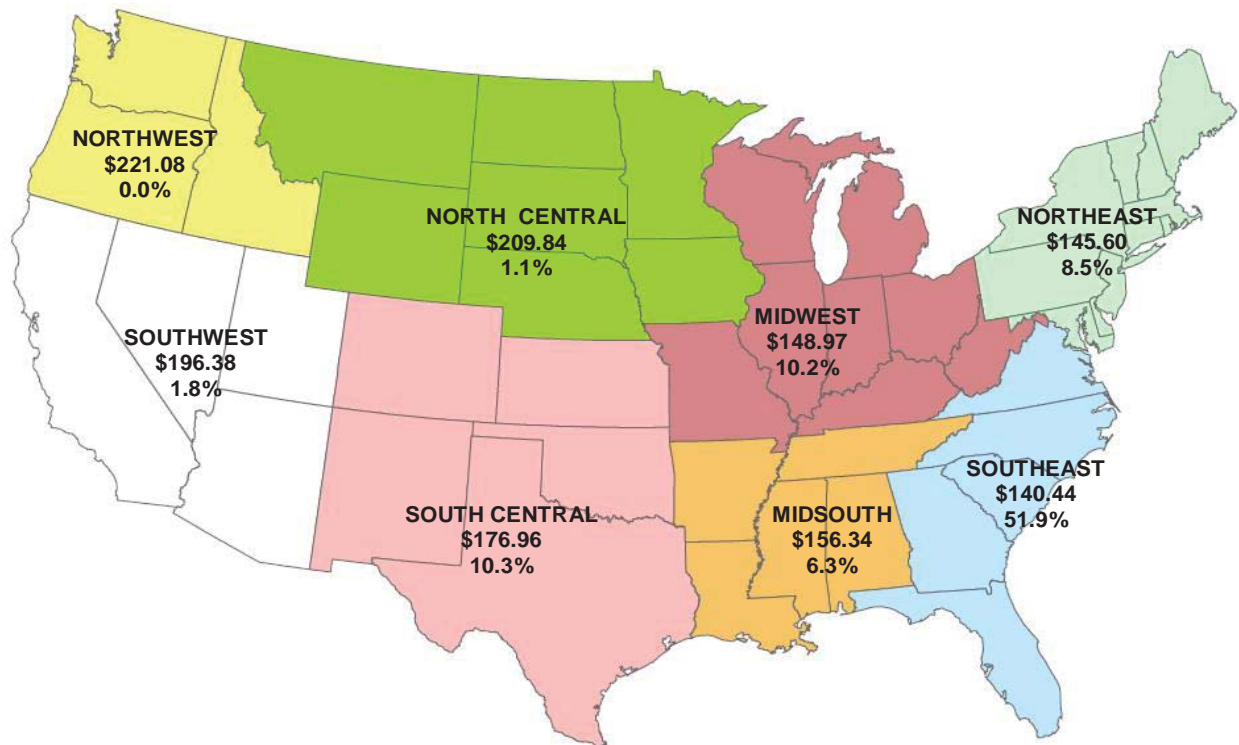 NORTHWEST
$221.08
0.0%
NORTH CENTRAL
$209.84
1.1%
NORTHEAST
$145.60
8.5%
SOUTHWEST
$196.38
1.8%
MIDWEST
$148.97
10.2%
SOUTHEAST
$140.44
51.9%
SOUTH CENTRAL
$176.96
10.3%
MIDSOUTH
$156.34
6.3%